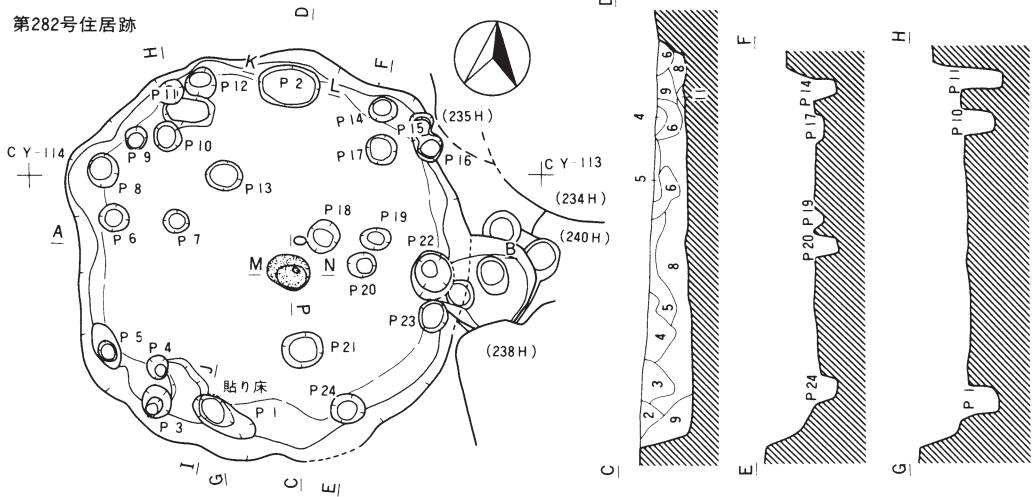 第282号住居跡
D
H
K
P 2
F
L
P 12
P 11
P 14
(235H)
P 15
P 9
P 10
P 17
P 16
C Y-114
C Y-113
P 8
P 13
(234H)
P 6
P 7
P 18
P 19
A
O
P 22
(240H)
B
M
N
P 20
P
P 23
P 5
P 4
P 21
(238H)
J
貼り床
P 24
P 1
P 3
I
G
C
E
D
6
8
9
11
4
6
5
6
8
5
4
3
2
9
C
F
P 14
P 17
P 19
P 20
P 24
E
H
P 11
P 10
P 1
G